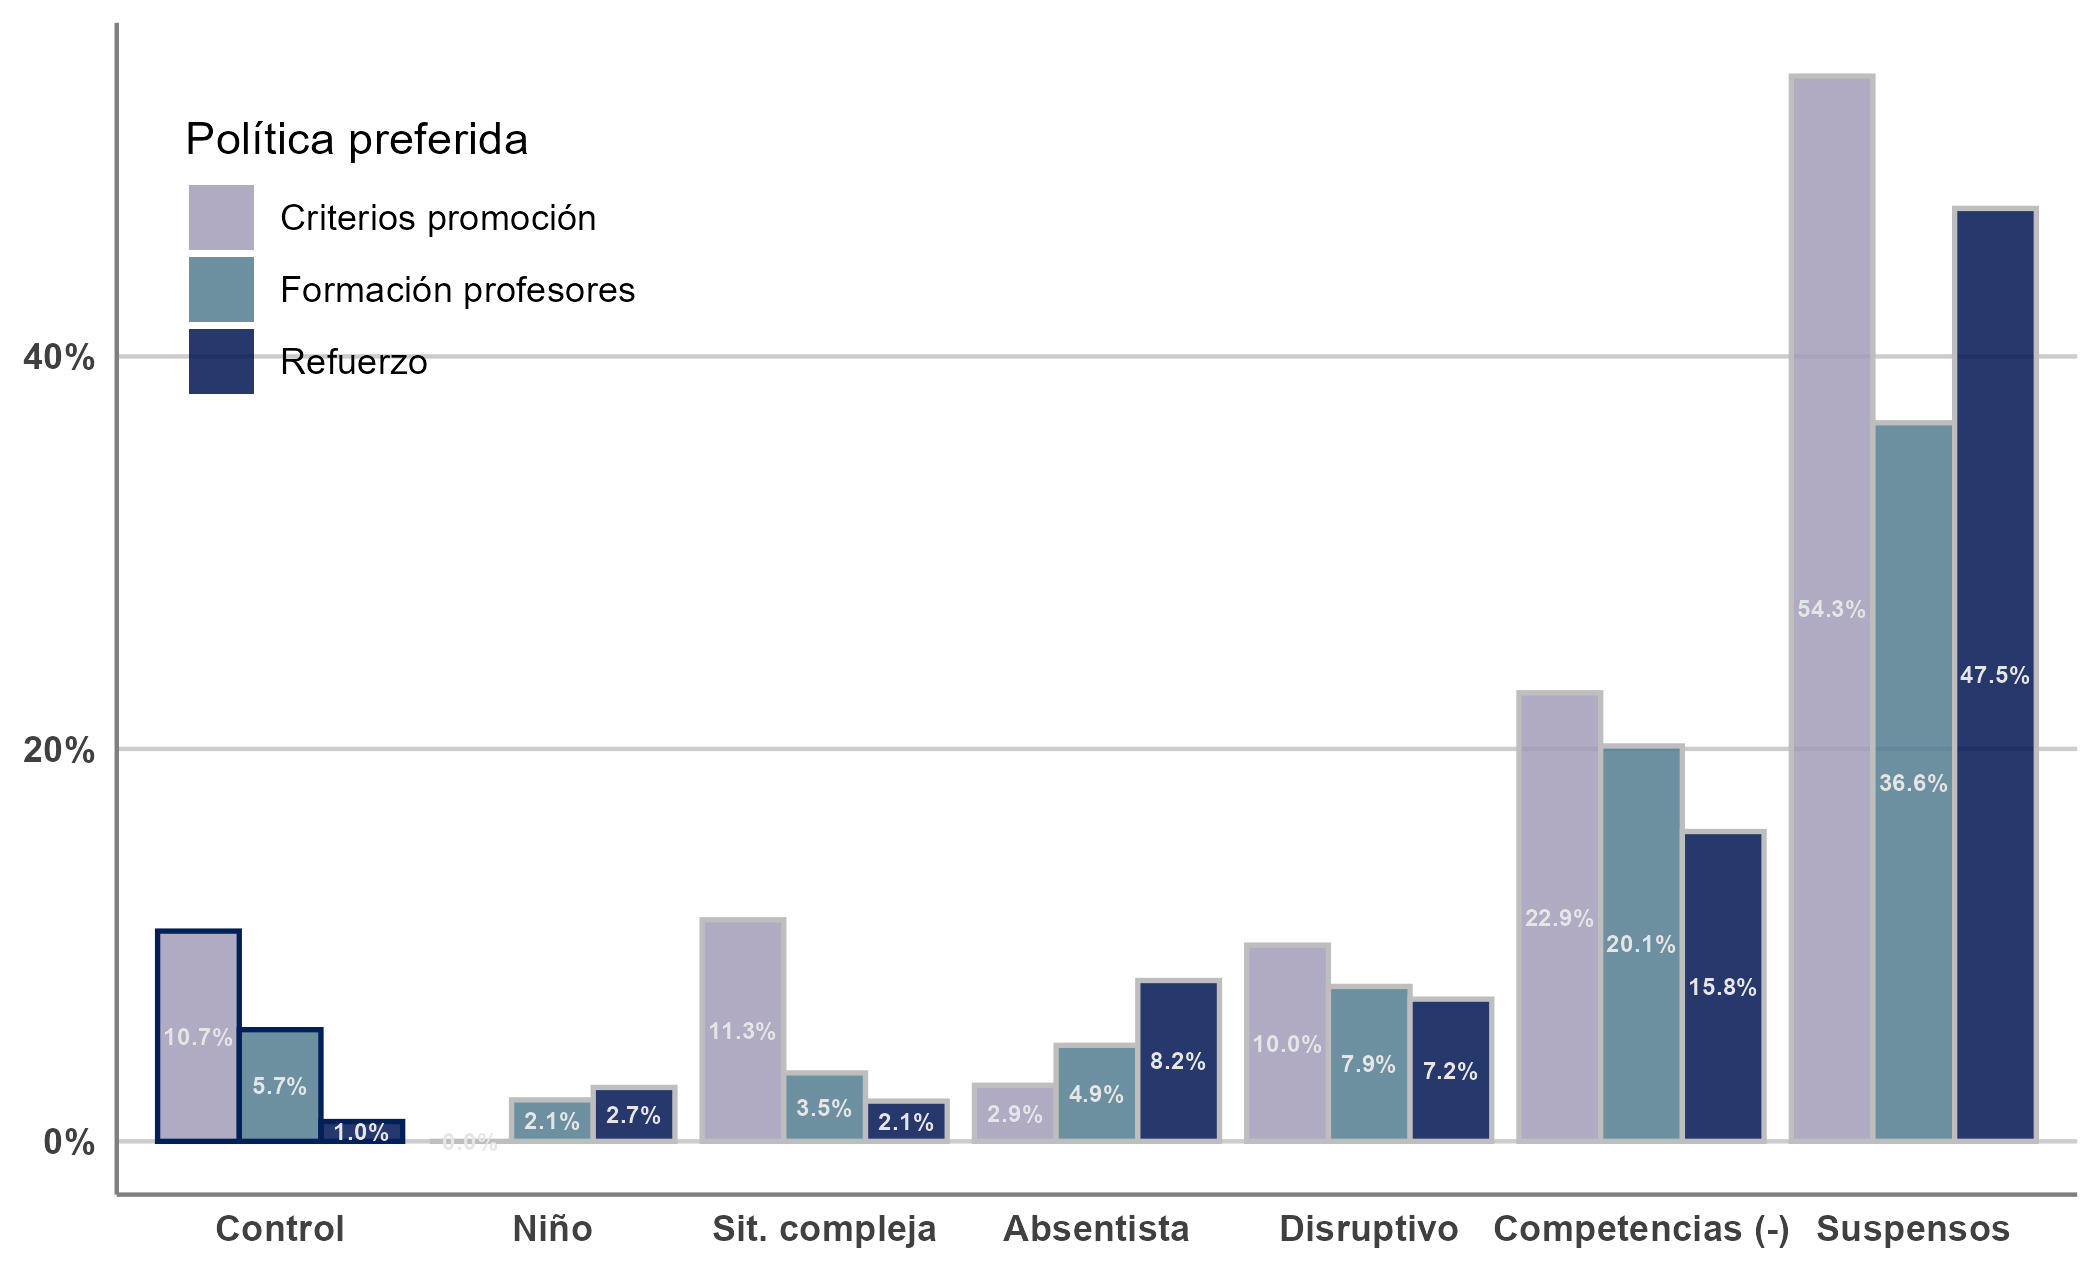 Política preferida
Criterios promoción
Formación profesores
Refuerzo
40%
20%
0%
10.7%
5.7%
1.0%
0.0%
2.1%
2.7%
11.3%
3.5%
2.1%
2.9%
4.9%
8.2%
10.0%
7.9%
7.2%
22.9%
20.1%
15.8%
54.3%
36.6%
47.5%
Control
Niño
Sit. compleja
Absentista
Disruptivo
Competencias (-)
Suspensos